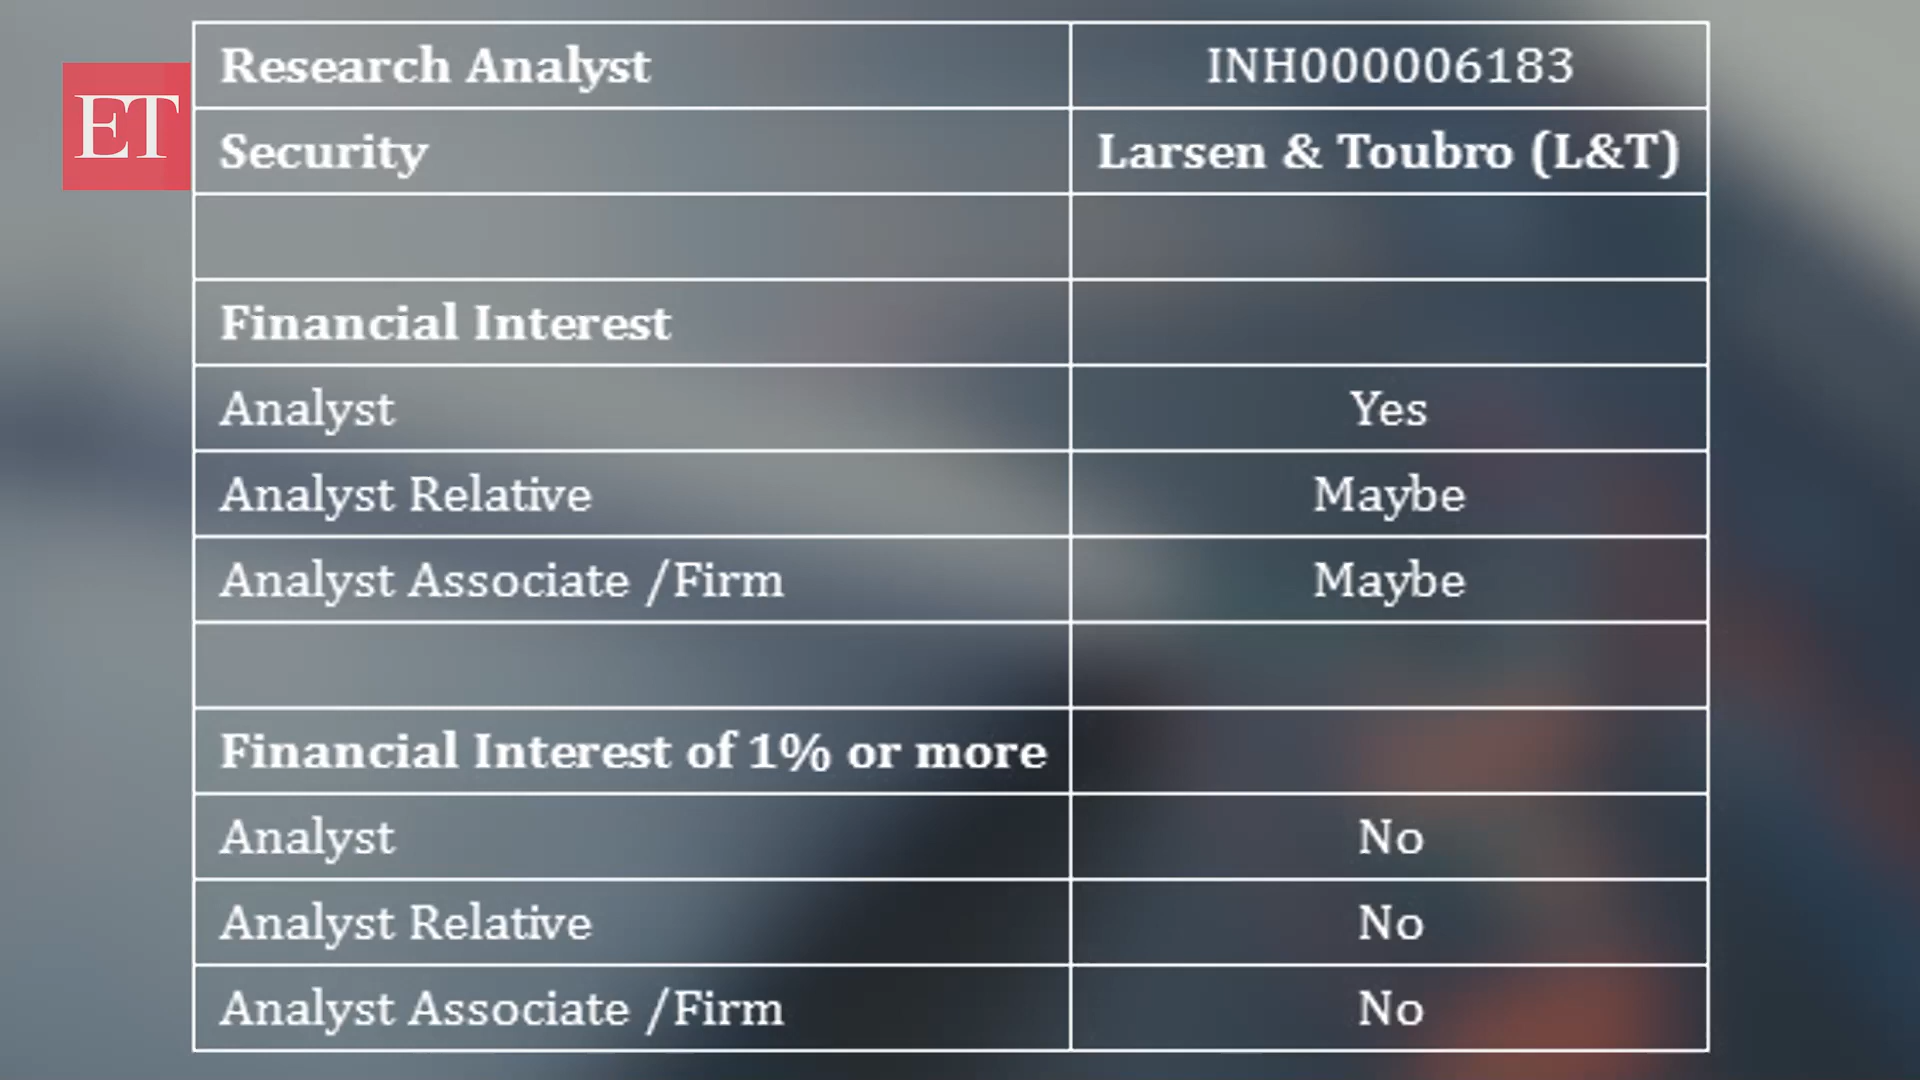 ET
Research Analyst INH000006183
Security Larsen & Toubro (L&T)
Financial Interest
Analyst Yes
Analyst Relative Maybe
Analyst Associate /Firm Maybe
Financial Interest of 1% or more
Analyst No
Analyst Relative No
Analyst Associate /Firm No